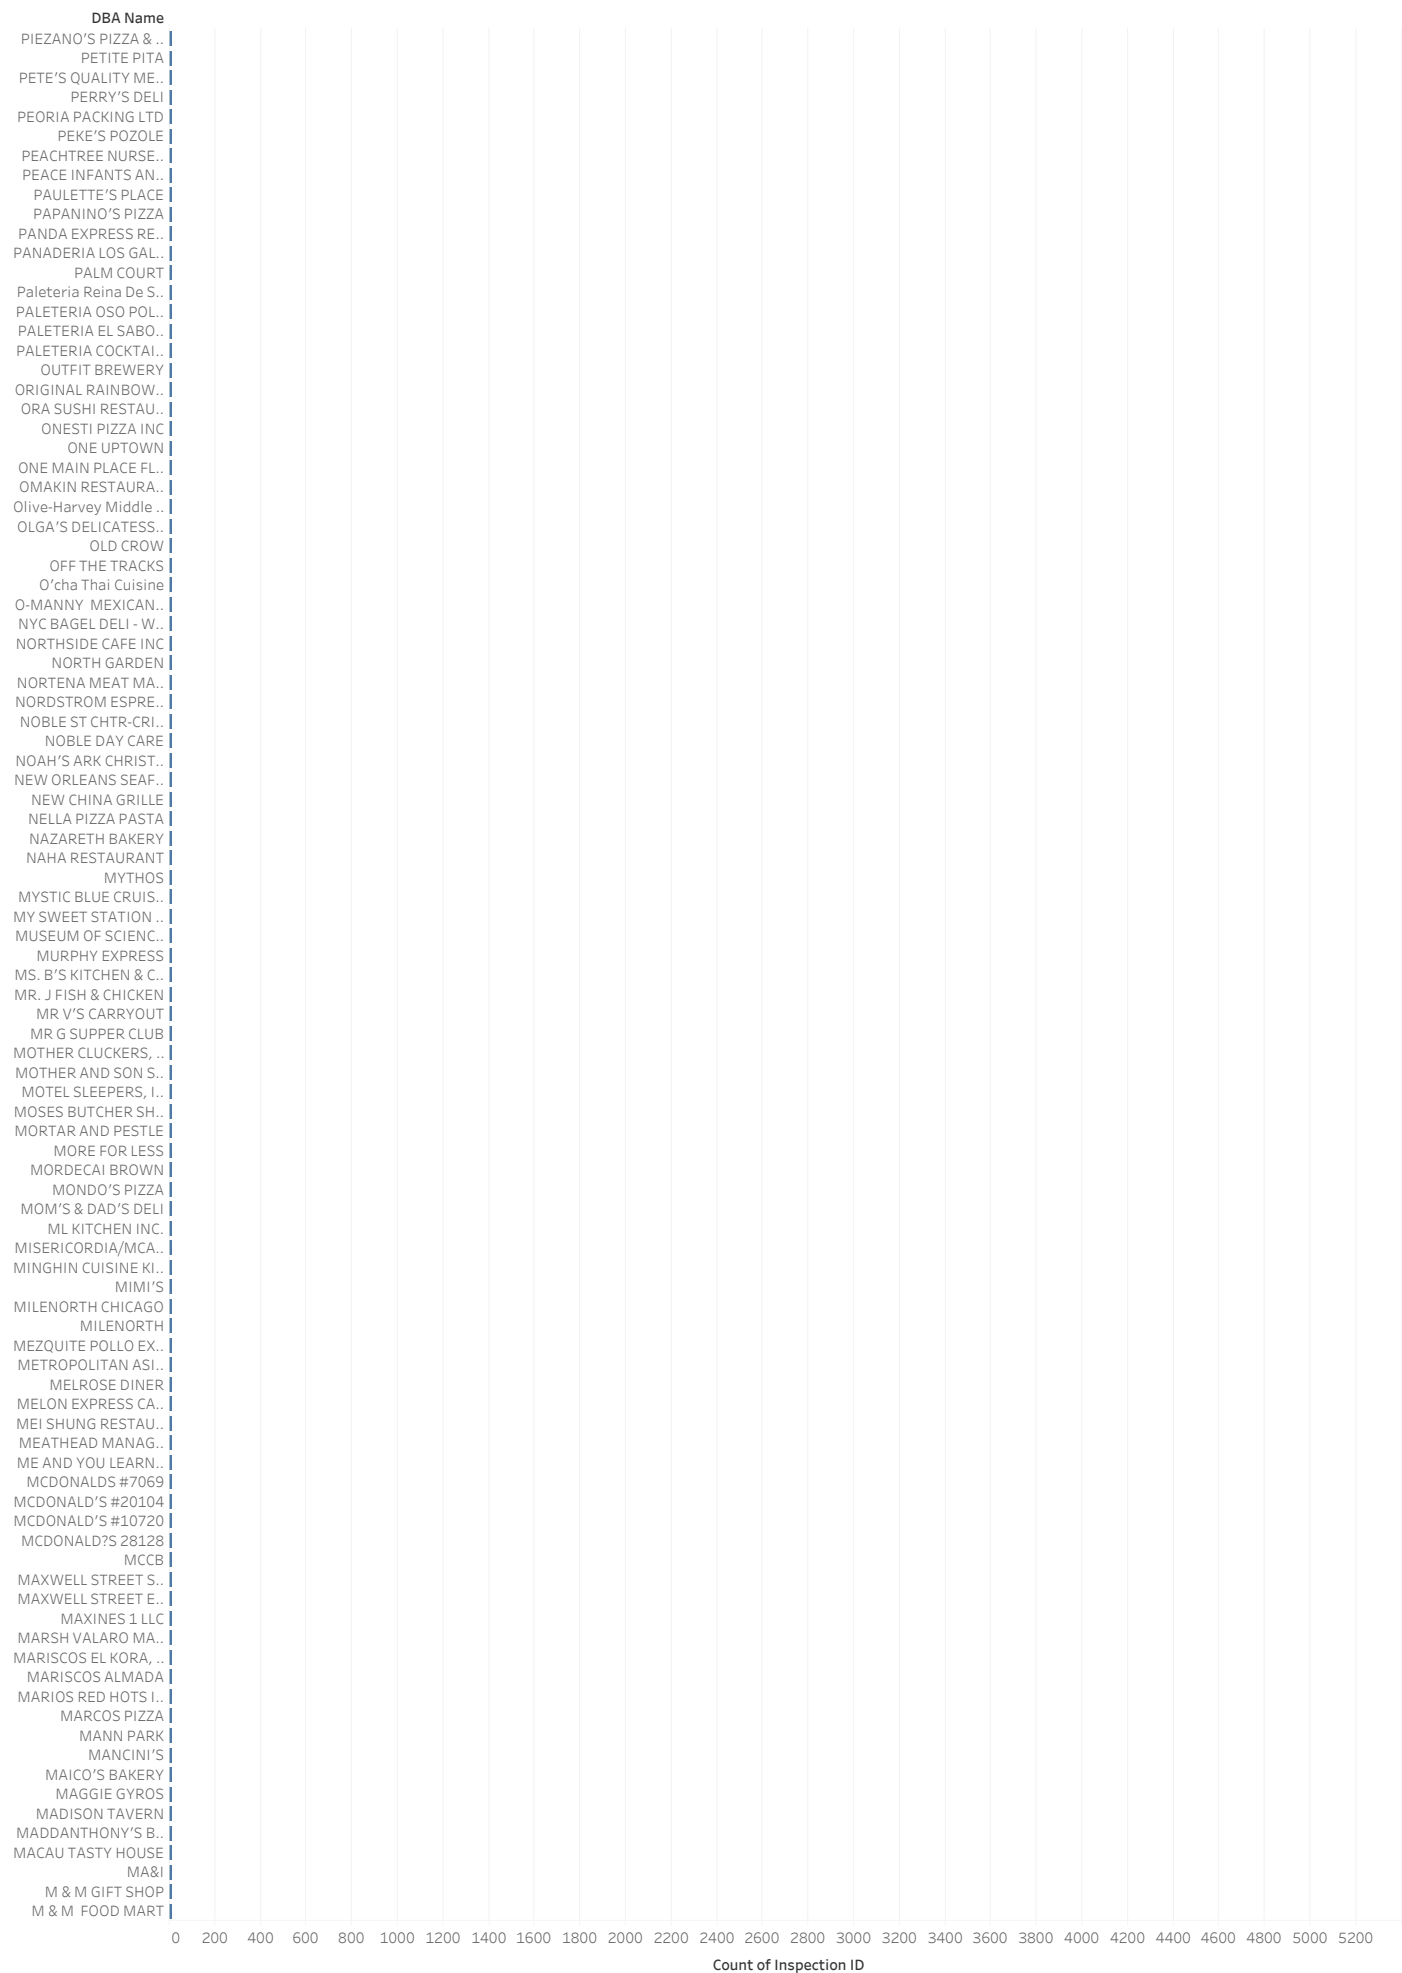 DBA Name
PIEZANO'S PIZZA & ..
PETITE PITA
PETE'S QUALITY ME..
PERRY'S DELI
PEORIA PACKING LTD
PEKE'S POZOLE
PEACHTREE NURSE..
PEACE INFANTS AN..
PAULETTE'S PLACE
PAPANINO'S PIZZA
PANDA EXPRESS RE..
PANADERIA LOS GAL..
PALM COURT
Paleteria Reina De S..
PALETERIA OSO POL..
PALETERIA EL SABO..
PALETERIA COCKTAI..
OUTFIT BREWERY
ORIGINAL RAINBOW..
ORA SUSHI RESTAU..
ONESTI PIZZA INC
ONE UPTOWN
ONE MAIN PLACE FL..
OMAKIN RESTAURA..
Olive-Harvey Middle ..
OLGA'S DELICATESS..
OLD CROW
OFF THE TRACKS
O'cha Thai Cuisine
O-MANNY  MEXICAN..
NYC BAGEL DELI - W..
NORTHSIDE CAFE INC
NORTH GARDEN
NORTENA MEAT MA..
NORDSTROM ESPRE..
NOBLE ST CHTR-CRI..
NOBLE DAY CARE
NOAH'S ARK CHRIST..
NEW ORLEANS SEAF..
NEW CHINA GRILLE
NELLA PIZZA PASTA
NAZARETH BAKERY
NAHA RESTAURANT
MYTHOS
MYSTIC BLUE CRUIS..
MY SWEET STATION ..
MUSEUM OF SCIENC..
MURPHY EXPRESS
MS. B'S KITCHEN & C..
MR. J FISH & CHICKEN
MR V'S CARRYOUT
MR G SUPPER CLUB
MOTHER CLUCKERS, ..
MOTHER AND SON S..
MOTEL SLEEPERS, I..
MOSES BUTCHER SH..
MORTAR AND PESTLE
MORE FOR LESS
MORDECAI BROWN
MONDO'S PIZZA
MOM'S & DAD'S DELI
ML KITCHEN INC.
MISERICORDIA/MCA..
MINGHIN CUISINE KI..
MIMI'S
MILENORTH CHICAGO
MILENORTH
MEZQUITE POLLO EX..
METROPOLITAN ASI..
MELROSE DINER
MELON EXPRESS CA..
MEI SHUNG RESTAU..
MEATHEAD MANAG..
ME AND YOU LEARN..
MCDONALDS #7069
MCDONALD'S #20104
MCDONALD'S #10720
MCDONALD?S 28128
MCCB
MAXWELL STREET S..
MAXWELL STREET E..
MAXINES 1 LLC
MARSH VALARO MA..
MARISCOS EL KORA, ..
MARISCOS ALMADA
MARIOS RED HOTS I..
MARCOS PIZZA
MANN PARK
MANCINI'S
MAICO'S BAKERY
MAGGIE GYROS
MADISON TAVERN
MADDANTHONY'S B..
MACAU TASTY HOUSE
MA&I
M & M GIFT SHOP
M & M  FOOD MART
0 200 400 600 800 1000 1200 1400 1600 1800 2000 2200 2400 2600 2800 3000 3200 3400 3600 3800 4000 4200 4400 4600 4800 5000 5200
Count of Inspection ID